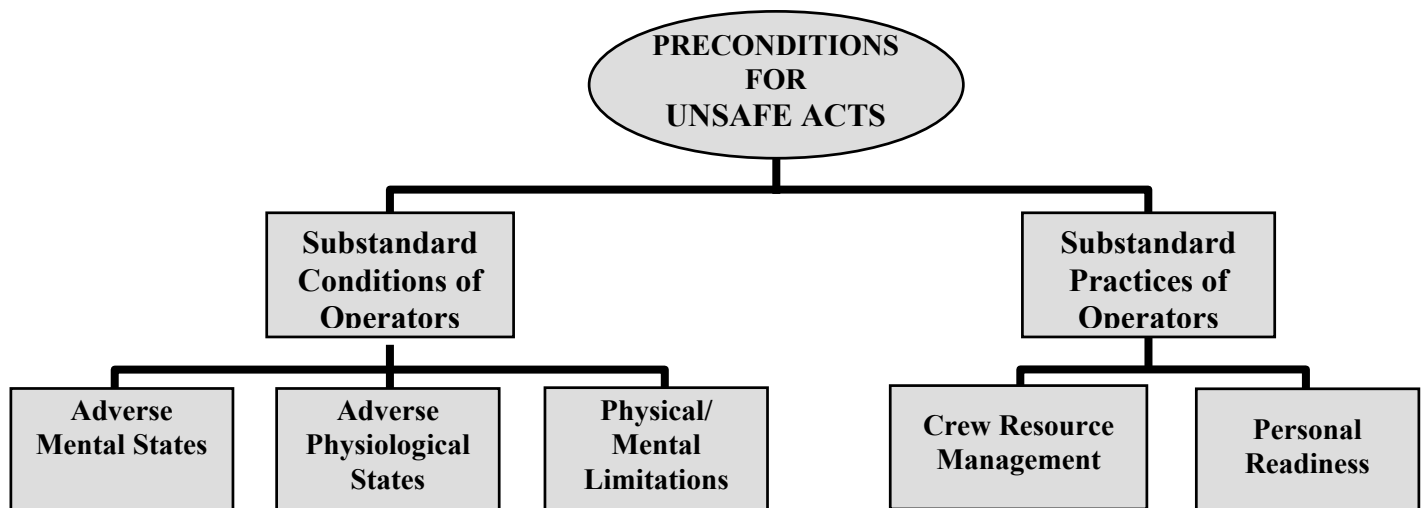 PRECONDITIONS
FOR
UNSAFE ACTS
Substandard
Conditions of
Operators
Substandard
Practices of
Operators
Adverse
Mental States
Adverse
Physiological
States
Physical/
Mental
Limitations
Crew Resource
Management
Personal
Readiness